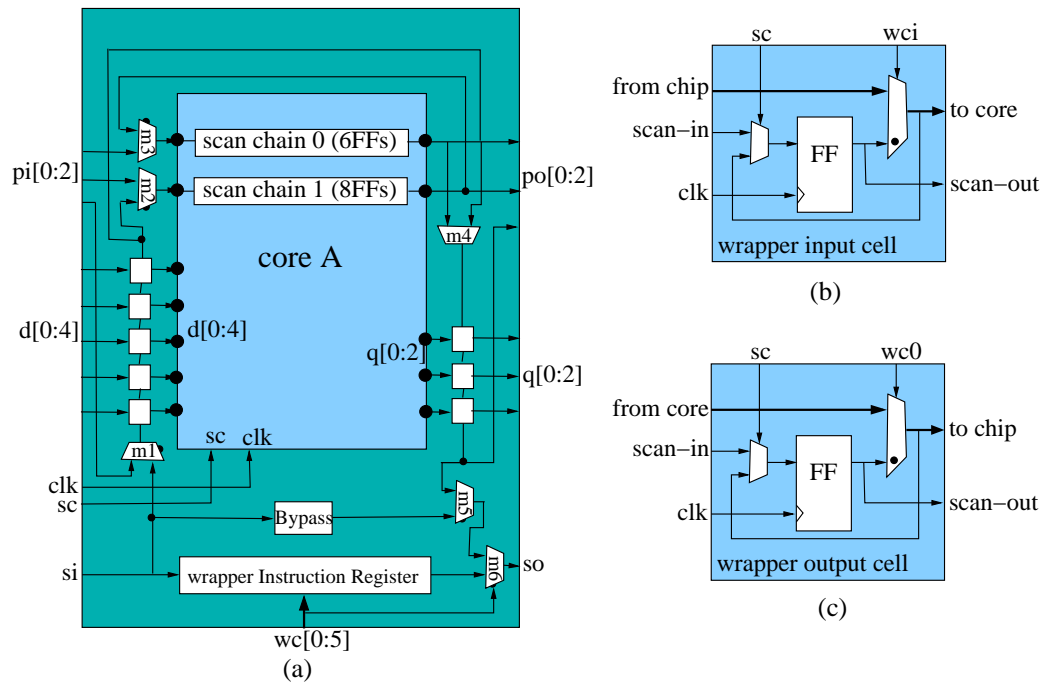 m3
scan chain 0 (6FFs)
pi[0:2]
m2
scan chain 1 (8FFs)
po[0:2]
m4
core A
d[0:4]
d[0:4]
q[0:2]
q[0:2]
m1
sc
clk
clk
sc
m5
Bypass
si
wrapper Instruction Register
m6
so
wc[0:5]
(a)
sc
wci
from chip
to core
scan−in
FF
clk
scan−out
wrapper input cell
(b)
sc
wc0
from core
to chip
scan−in
FF
clk
scan−out
wrapper output cell
(c)